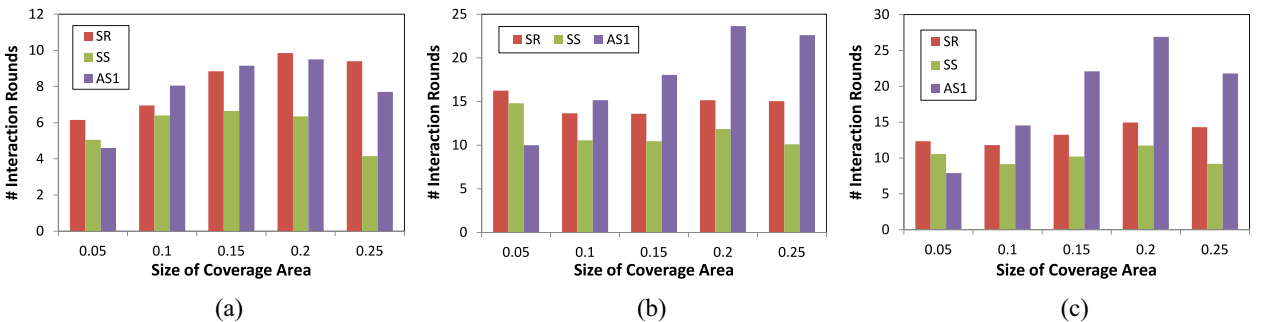 # Interaction Rounds
12
10
8
6
4
2
0
SR
SS
AS1
0.05 0.1 0.15 0.2 0.25
Size of Coverage Area
(a)
# Interaction Rounds
25
20
15
10
5
0
SR SS AS1
0.05 0.1 0.15 0.2 0.25
Size of Coverage Area
(b)
# Interaction Rounds
30
25
20
15
10
5
0
SR
SS
AS1
0.05 0.1 0.15 0.2 0.25
Size of Coverage Area
(c)